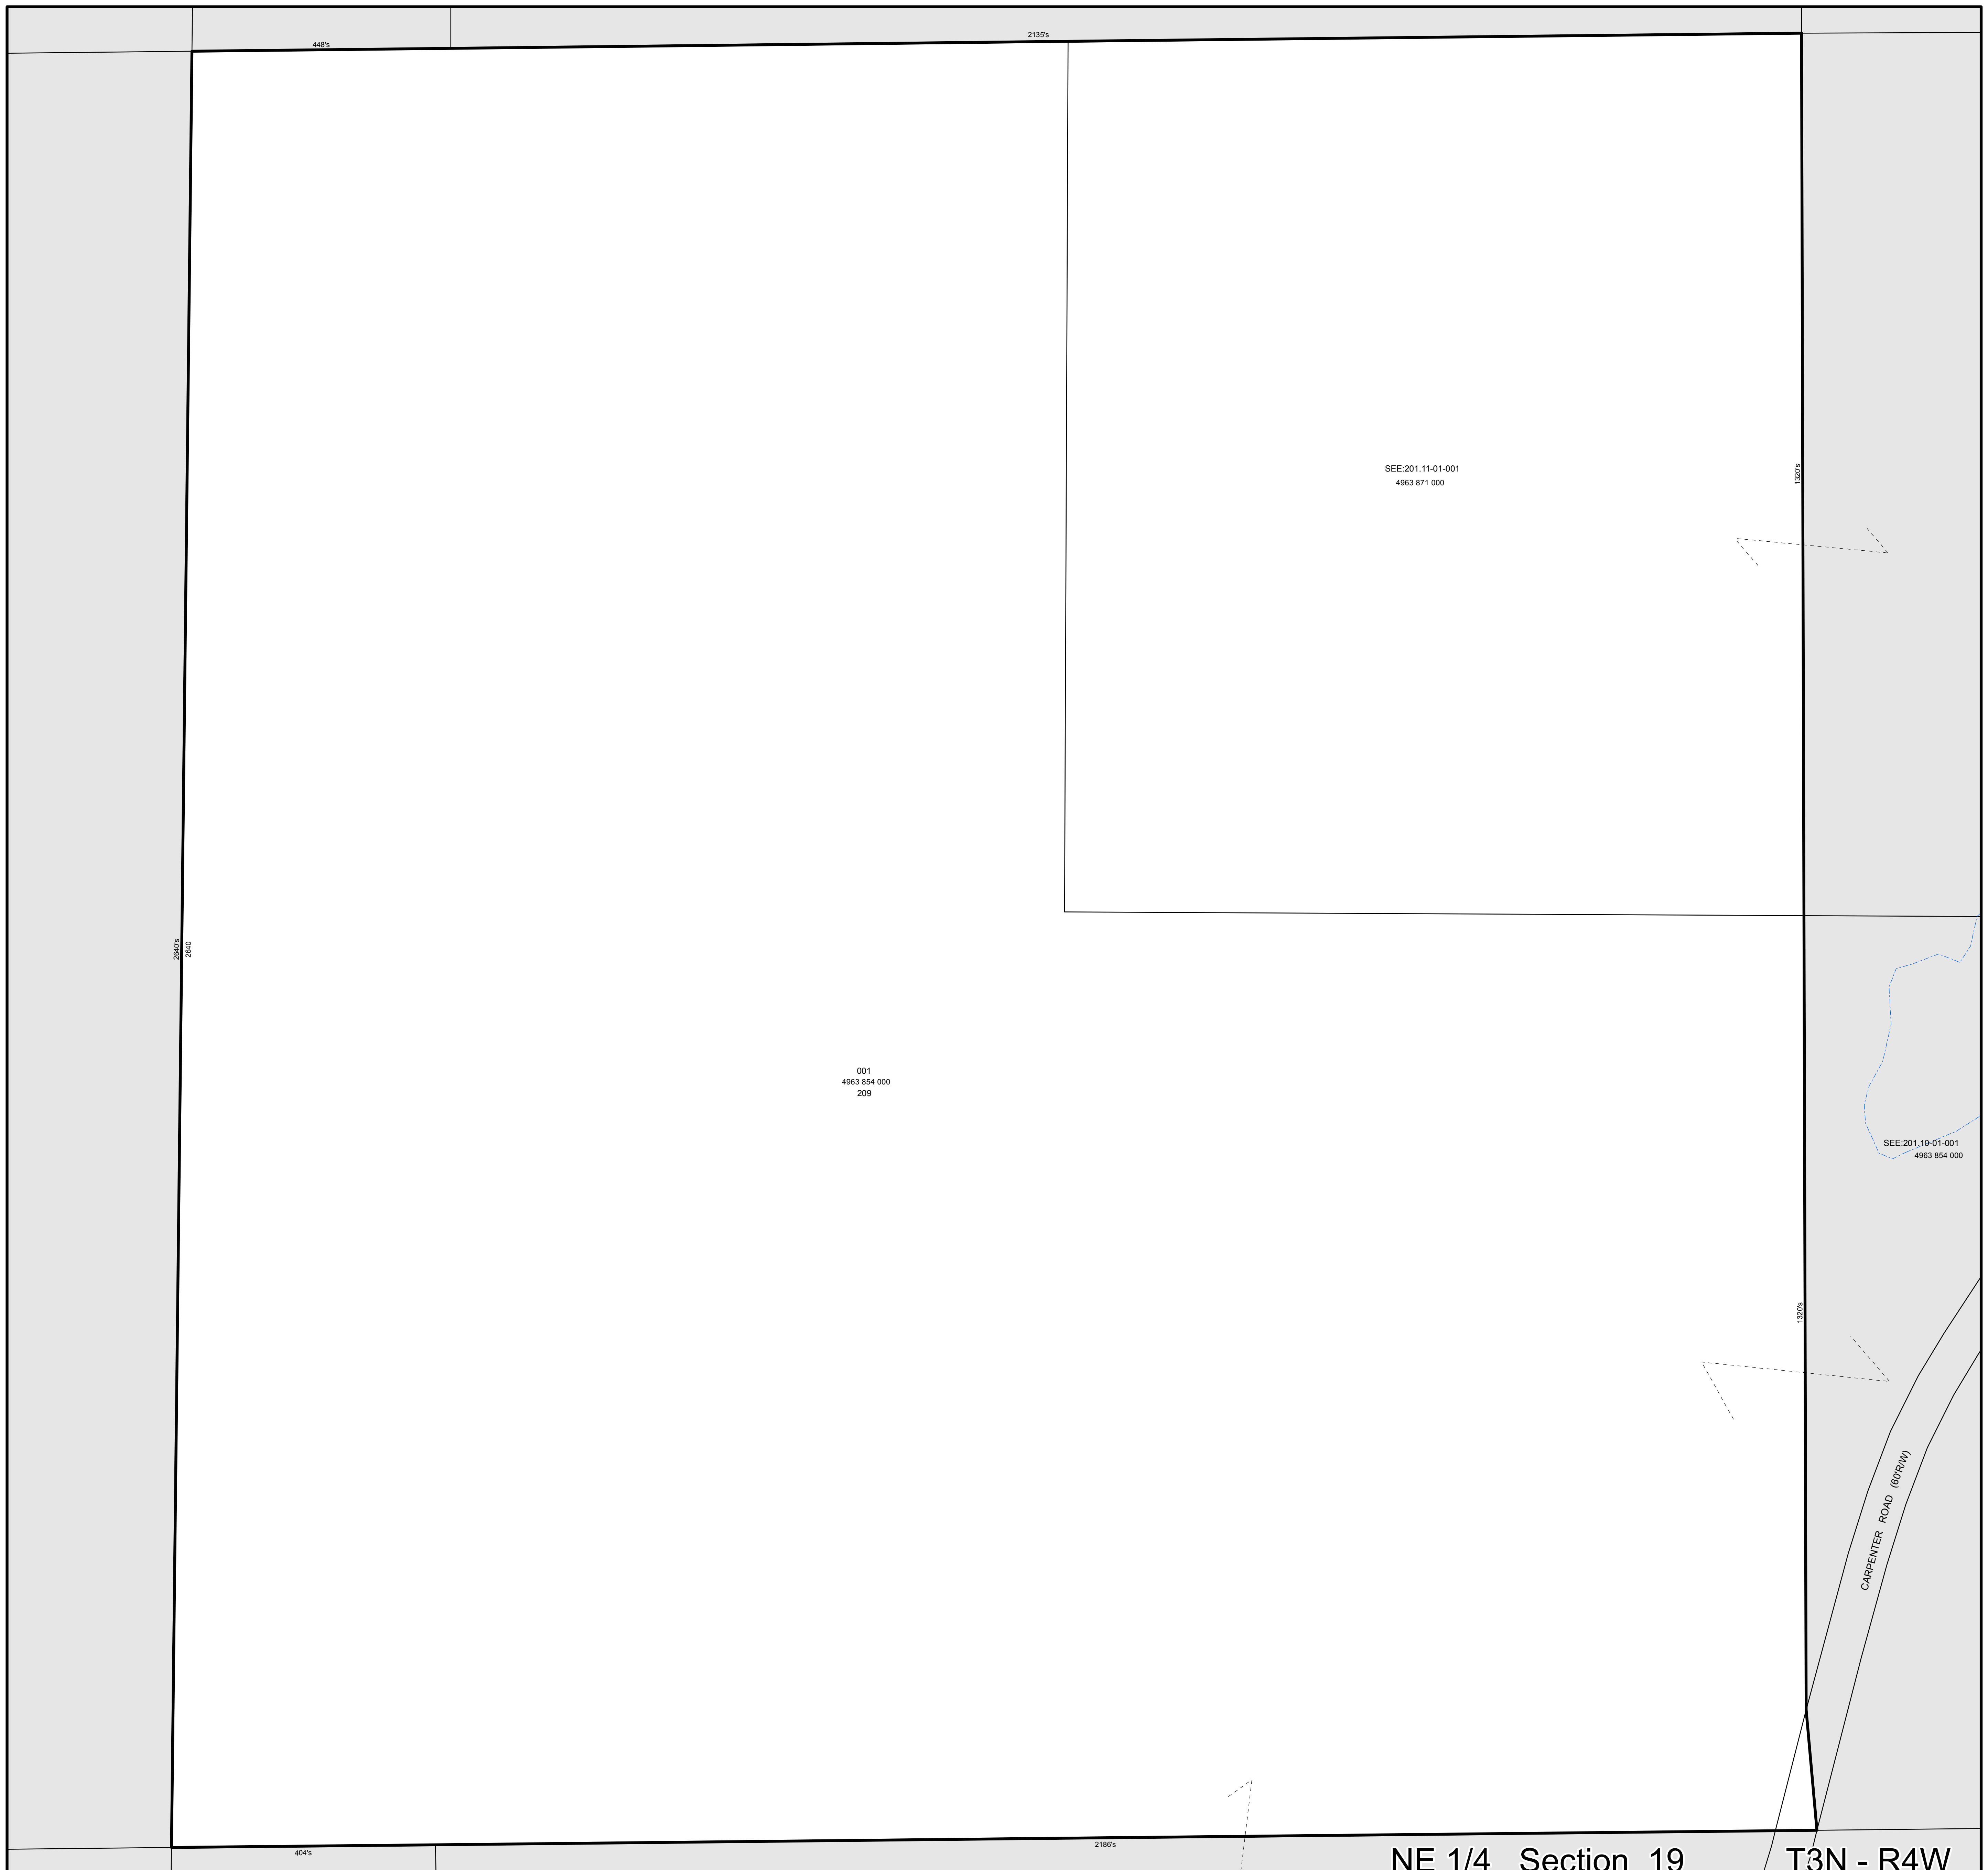 448's
2135's
SEE:201.11-01-001
4963 871 000
1320's
2640's
2640
001
4963 854 000
209
SEE:201.10-01-001
4963 854 000
1320's
CARPENTER ROAD (60'R/W)
2186's
404's
NE 1/4 Section 19 T3N - R4W